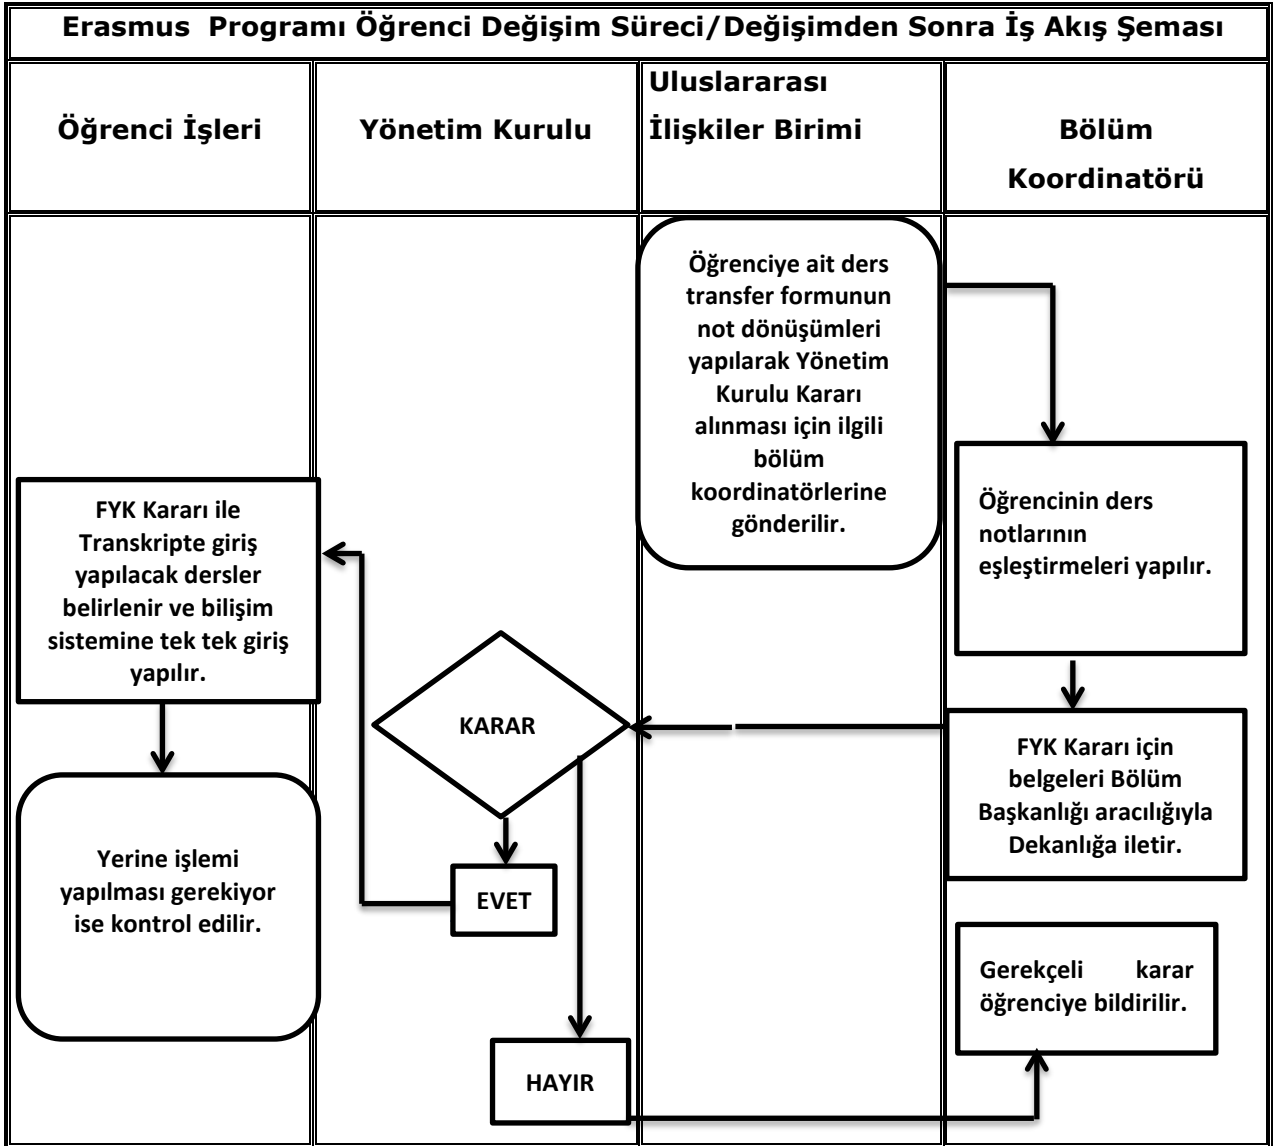 Erasmus  Programı Öğrenci Değişim Süreci/Değişimden Sonra İş Akış Şeması
Öğrenci İşleri
Yönetim Kurulu
Uluslararası
İlişkiler Birimi
Bölüm
Koordinatörü
Öğrenciye ait ders
transfer formunun
not dönüşümleri
yapılarak Yönetim
Kurulu Kararı
alınması için ilgili
bölüm
koordinatörlerine
gönderilir.
Öğrencinin ders
notlarının
eşleştirmeleri yapılır.
FYK Kararı için
belgeleri Bölüm
Başkanlığı aracılığıyla
Dekanlığa iletir.
KARAR
EVET
HAYIR
FYK Kararı ile
Transkripte giriş
yapılacak dersler
belirlenir ve bilişim
sistemine tek tek giriş
yapılır.
Yerine işlemi
yapılması gerekiyor
ise kontrol edilir.
Gerekçeli karar
öğrenciye bildirilir.